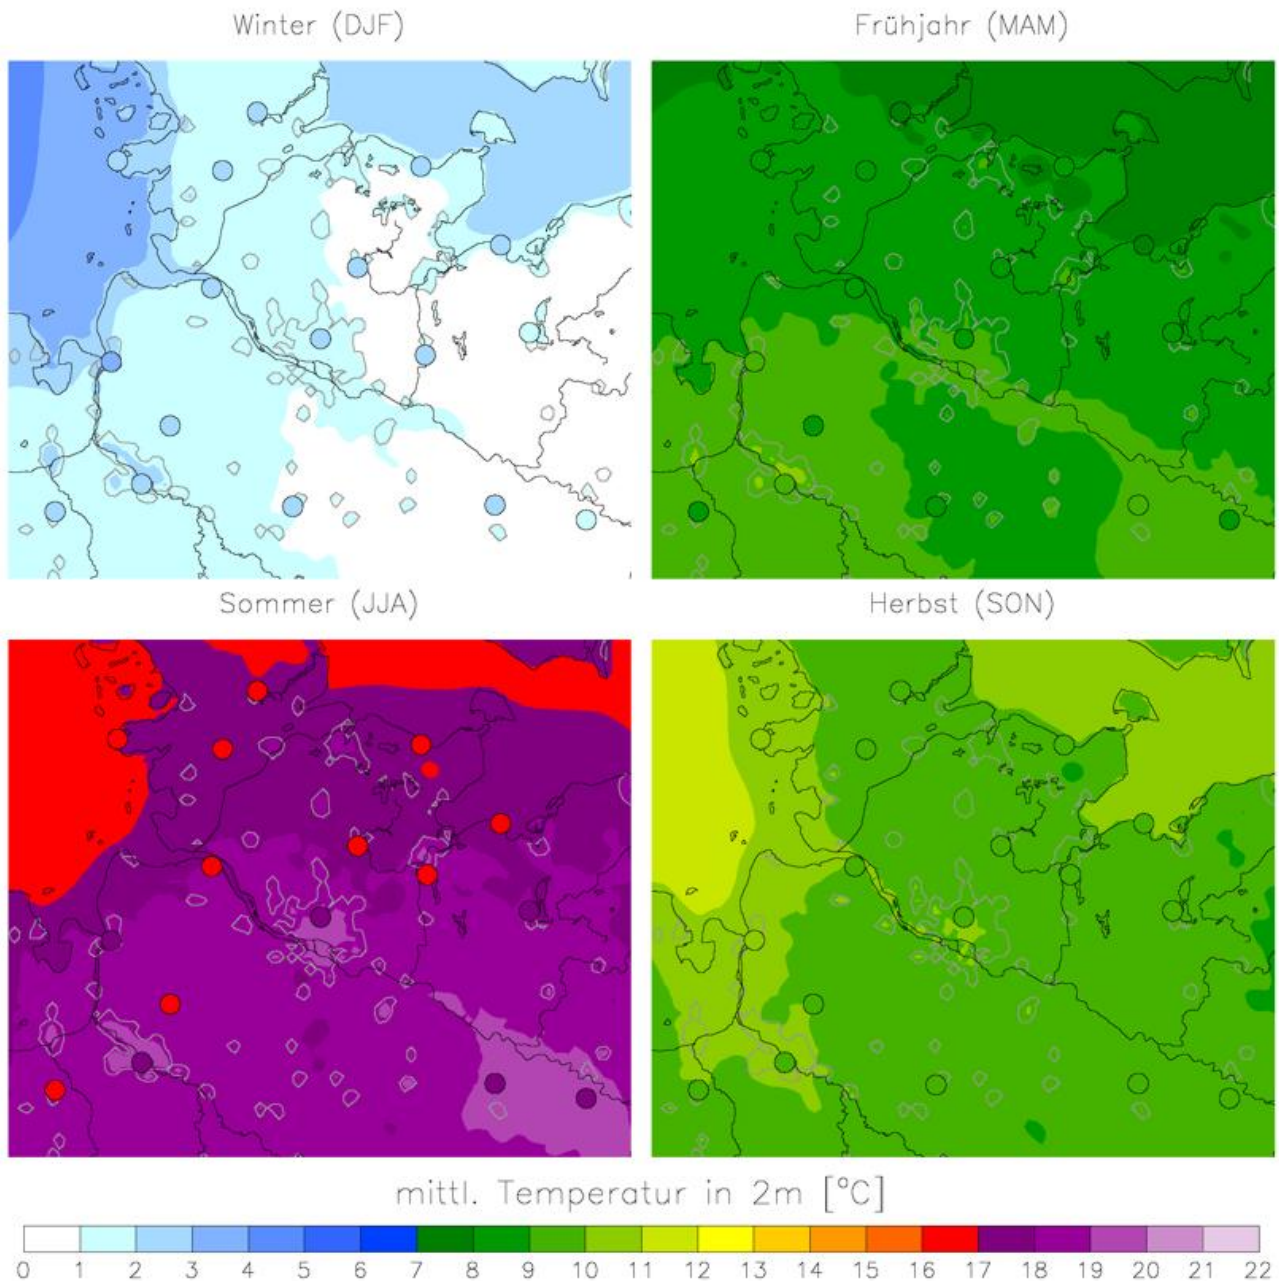 Winter (DJF)
Frühjahr (MAM)
Sommer (JJA)
Herbst (SON)
mittl. Temperatur in 2m [°C]
0 1 2 3 4 5 6 7 8 9 10 11 12 13 14 15 16 17 18 19 20 21 22